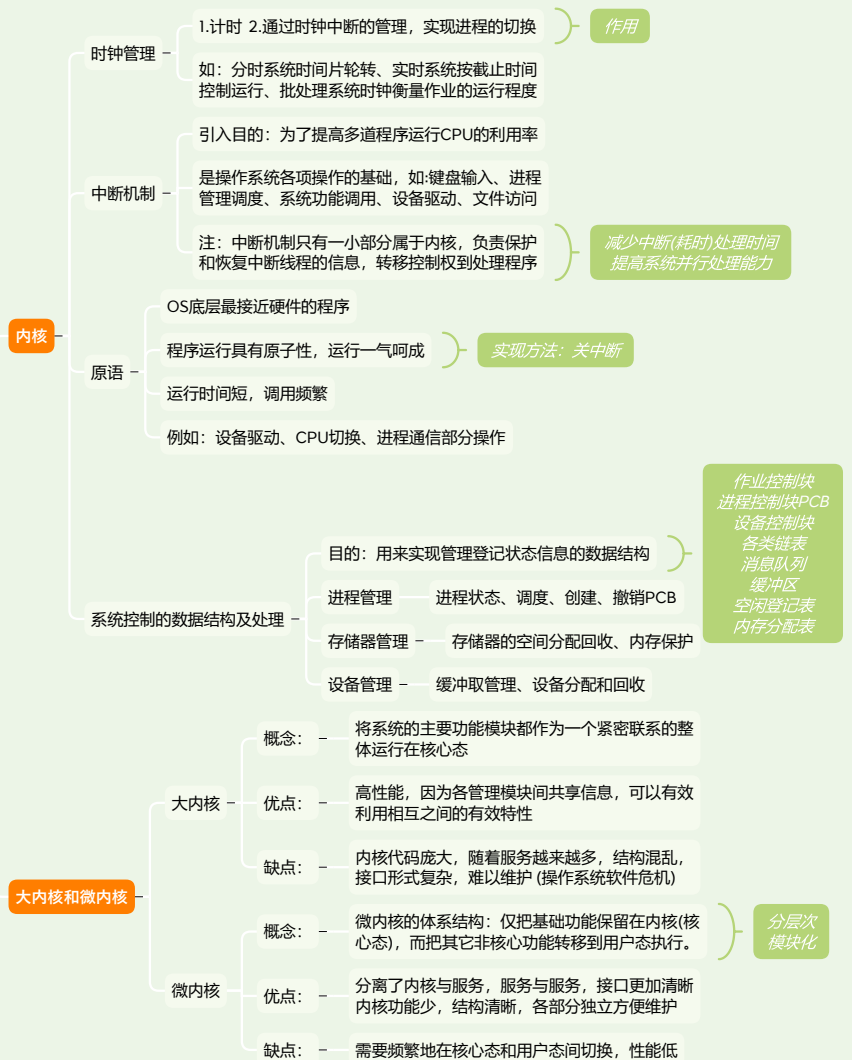 1.计时 2.通过时钟中断的管理，实现进程的切换
作用
时钟管理
如：分时系统时间片轮转、实时系统按截止时间
控制运行、批处理系统时钟衡量作业的运行程度
引入目的：为了提高多道程序运行CPU的利用率
中断机制
是操作系统各项操作的基础，如:键盘输入、进程
管理调度、系统功能调用、设备驱动、文件访问
注：中断机制只有一小部分属于内核，负责保护
和恢复中断线程的信息，转移控制权到处理程序
减少中断(耗时)处理时间
提高系统并行处理能力
内核
OS底层最接近硬件的程序
原语
程序运行具有原子性，运行一气呵成
实现方法：关中断
运行时间短，调用频繁
例如：设备驱动、CPU切换、进程通信部分操作
系统控制的数据结构及处理
目的：用来实现管理登记状态信息的数据结构
作业控制块
进程控制块PCB
设备控制块
各类链表
消息队列
缓冲区
空闲登记表
内存分配表
进程管理
进程状态、调度、创建、撤销PCB
存储器管理
存储器的空间分配回收、内存保护
设备管理
缓冲取管理、设备分配和回收
大内核和微内核
大内核
概念：
将系统的主要功能模块都作为一个紧密联系的整
体运行在核心态
优点：
高性能，因为各管理模块间共享信息，可以有效
利用相互之间的有效特性
缺点：
内核代码庞大，随着服务越来越多，结构混乱，
接口形式复杂，难以维护 (操作系统软件危机)
微内核
概念：
微内核的体系结构：仅把基础功能保留在内核(核
心态)，而把其它非核心功能转移到用户态执行。
分层次
模块化
优点：
分离了内核与服务，服务与服务，接口更加清晰
内核功能少，结构清晰，各部分独立方便维护
缺点：
需要频繁地在核心态和用户态间切换，性能低